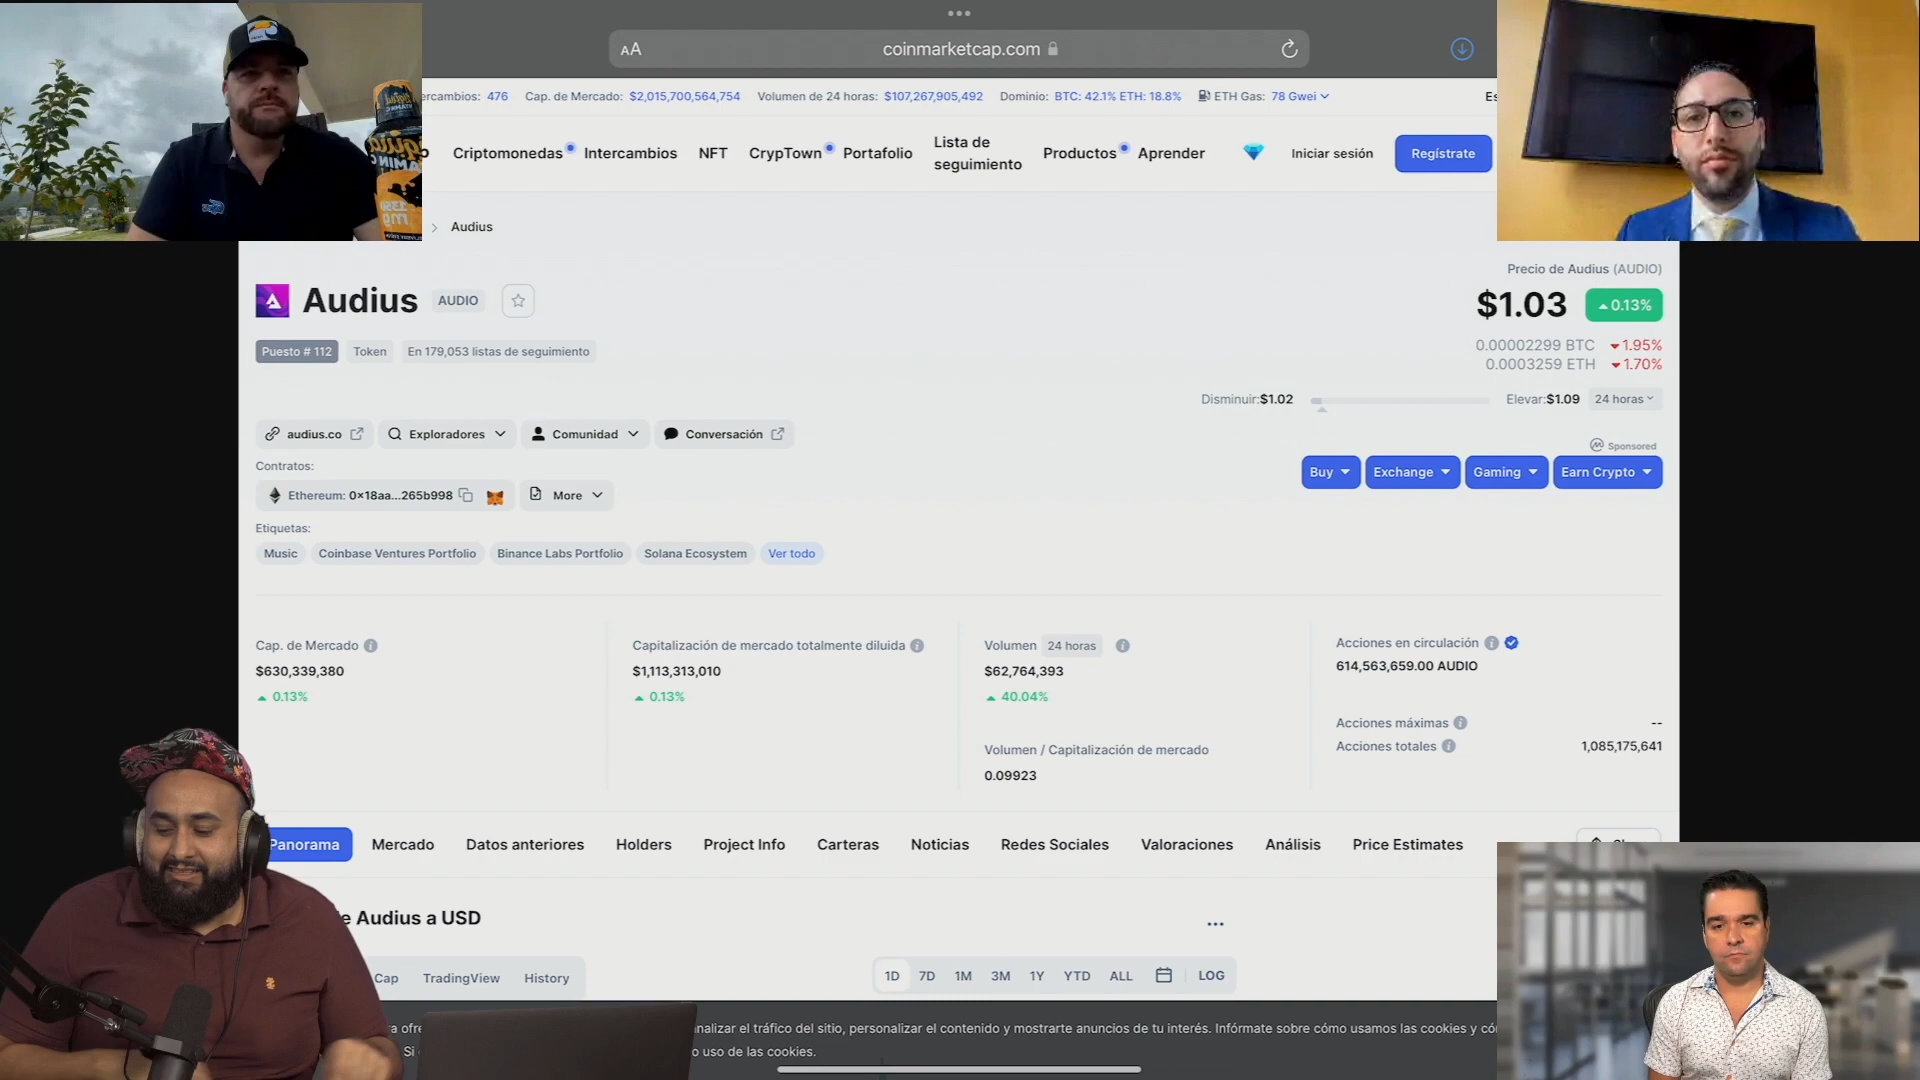 AA
coinmarketcap.com
ercambios: 476
Cap. de Mercado: $2,015,700,564,754
Volumen de 24 horas: $107,267,905,492
Dominio: BTC: 42.1% ETH: 18.8%
ETH Gas: 78 Gwei
Es
Criptomonedas
Intercambios
NFT
CrypTown
Portafolio
Lista de
seguimiento
Productos
Aprender
Iniciar sesión
Regístrate
Audius
Audius
AUDIO
Precio de Audius (AUDIO)
$1.03
0.13%
Puesto # 112
Token
En 179,053 listas de seguimiento
0.00002299 BTC
1.95%
0.0003259 ETH
1.70%
Disminuir:$1.02
Elevar:$1.09
24 horas
audius.co
Exploradores
Comunidad
Conversación
Sponsored
Contratos:
Buy
Exchange
Gaming
Earn Crypto
Ethereum: 0x18aa...265b998
More
Etiquetas:
Music
Coinbase Ventures Portfolio
Binance Labs Portfolio
Solana Ecosystem
Ver todo
Cap. de Mercado
$630,339,380
0.13%
Capitalización de mercado totalmente diluida
$1,113,313,010
0.13%
Volumen
24 horas
$62,764,393
40.04%
Volumen / Capitalización de mercado
0.09923
Acciones en circulación
614,563,659.00 AUDIO
Acciones máximas
--
Acciones totales
1,085,175,641
Panorama
Mercado
Datos anteriores
Holders
Project Info
Carteras
Noticias
Redes Sociales
Valoraciones
Análisis
Price Estimates
e Audius a USD
Cap
TradingView
History
1D
7D
1M
3M
1Y
YTD
ALL
LOG
a ofre
nalizar el tráfico del sitio, personalizar el contenido y mostrarte anuncios de tu interés. Infórmate sobre cómo usamos las cookies y có
Si
o uso de las cookies.